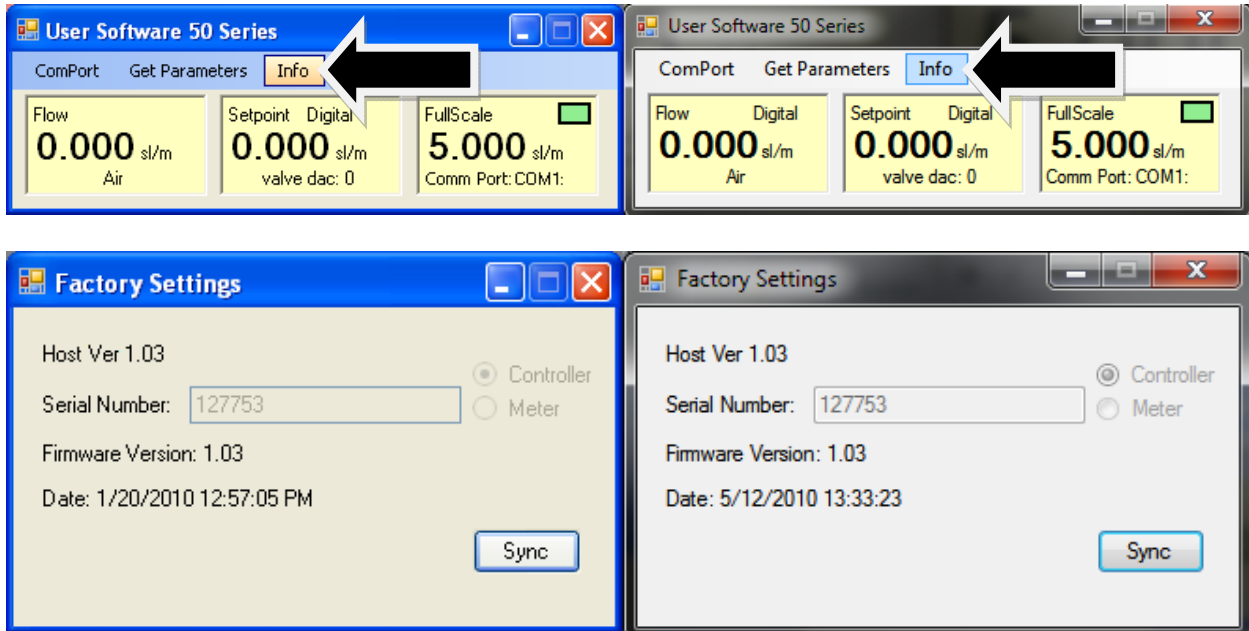 User Software 50 Series
ComPort Get Parameters Info
Flow
0.000 sl/m
Air
Setpoint Digital
0.000 sl/m
valve dac: 0
FullScale
5.000 sl/m
Comm Port: COM1:
User Software 50 Series
ComPort Get Parameters Info
Flow Digital
0.000 sl/m
Air
Setpoint Digital
0.000 sl/m
valve dac: 0
FullScale
5.000 sl/m
Comm Port: COM1:
Factory Settings
Host Ver 1.03
Serial Number: 127753
Controller
Meter
Firmware Version: 1.03
Date: 1/20/2010 12:57:05 PM
Sync
Factory Settings
Host Ver 1.03
Serial Number: 127753
Controller
Meter
Firmware Version: 1.03
Date: 5/12/2010 13:33:23
Sync